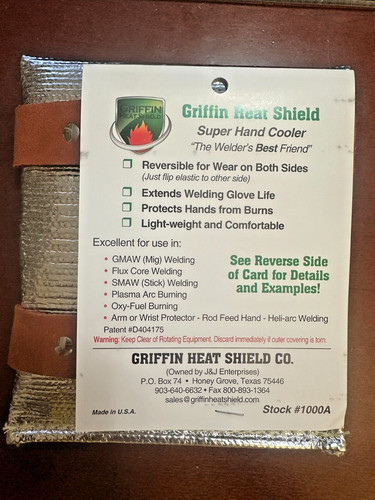 GRIFFIN
HEAT SHIELD
Griffin Heat Shield
Super Hand Cooler
"The Welder's Best Friend"
Reversible for Wear on Both Sides
(Just flip elastic to other side)
Extends Welding Glove Life
Protects Hands from Burns
Light-weight and Comfortable
Excellent for use in:
• GMAW (Mig) Welding
• Flux Core Welding
• SMAW (Stick) Welding
• Plasma Arc Burning
• Oxy-Fuel Burning
• Arm or Wrist Protector - Rod Feed Hand - Heli-arc Welding
See Reverse Side
of Card for Details
and Examples!
Patent #D404175
Warning: Keep Clear of Rotating Equipment. Discard immediately if outer covering is torn.
GRIFFIN HEAT SHIELD CO.
(Owned by J&J Enterprises)
P.O. Box 74 • Honey Grove, Texas 75446
903-640-6632 • Fax 800-893-1364
sales@griffinheatshield.com
Made in U.S.A.
Stock #1000A